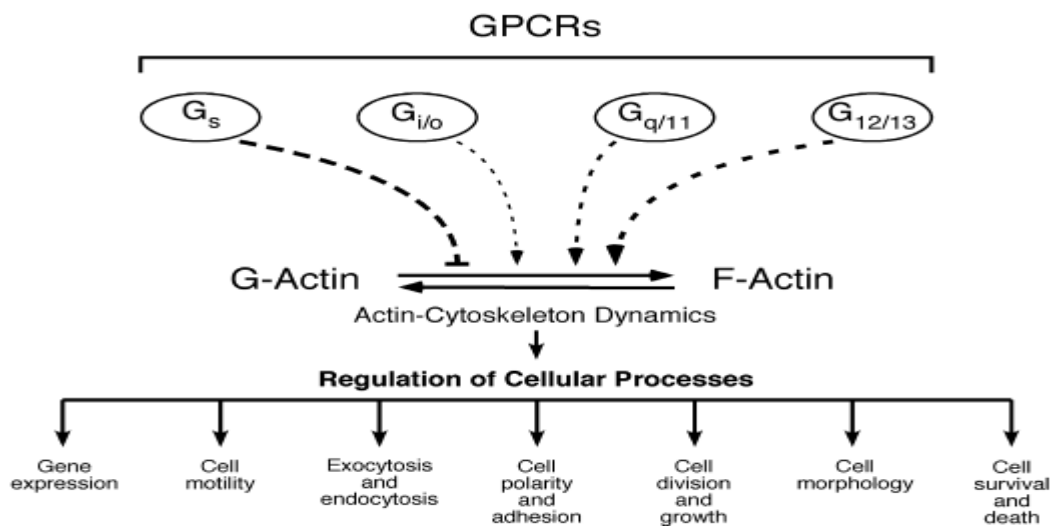 GPCRs
Gs Gi/o Gq/11 G12/13
G-Actin F-Actin
Actin-Cytoskeleton Dynamics
Regulation of Cellular Processes
Gene
expression
Cell
motility
Exocytosis
and
endocytosis
Cell
polarity
and
adhesion
Cell
division
and
growth
Cell
morphology
Cell
survival
and
death